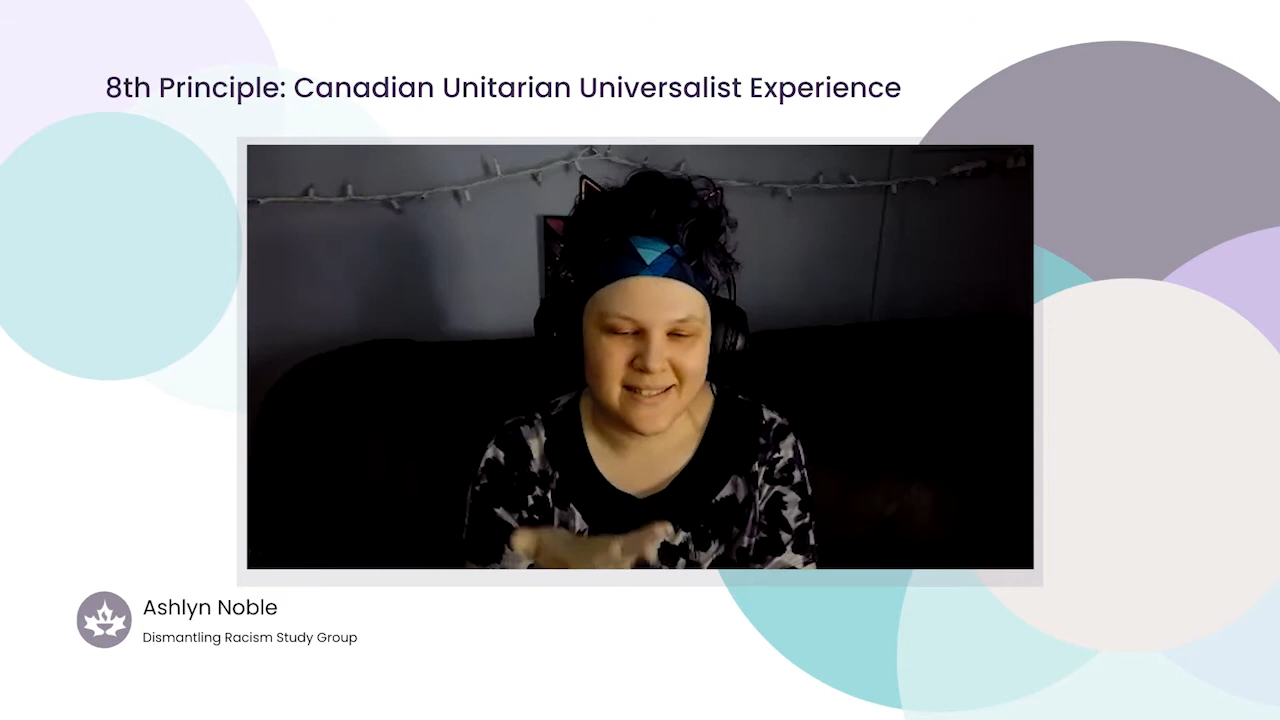 8th Principle: Canadian Unitarian Universalist Experience
Ashlyn Noble
Dismantling Racism Study Group